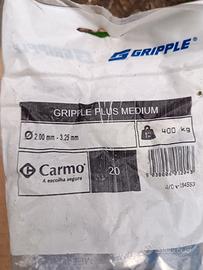 GRIPPLE
GRIPPLE PLUS MEDIUM
Ø 2.00 mm - 3.25 mm
400 kg
Carmo
A escolha segura
20